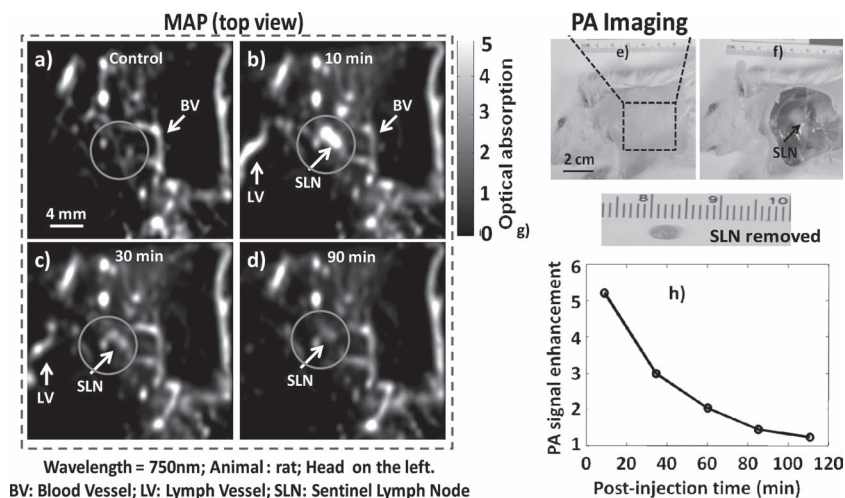 MAP (top view)
a)
Control
BV
4 mm
b)
10 min
BV
LV
SLN
c)
30 min
LV
SLN
d)
90 min
SLN
5
4
3
2
1
0
Optical absorption
Wavelength = 750nm; Animal : rat; Head on the left.
BV: Blood Vessel; LV: Lymph Vessel; SLN: Sentinel Lymph Node
PA Imaging
e)
2 cm
f)
SLN
g)
8 9 10
SLN removed
h)
PA signal enhancement
6
5
4
3
2
1
0 20 40 60 80 100 120
Post-injection time (min)